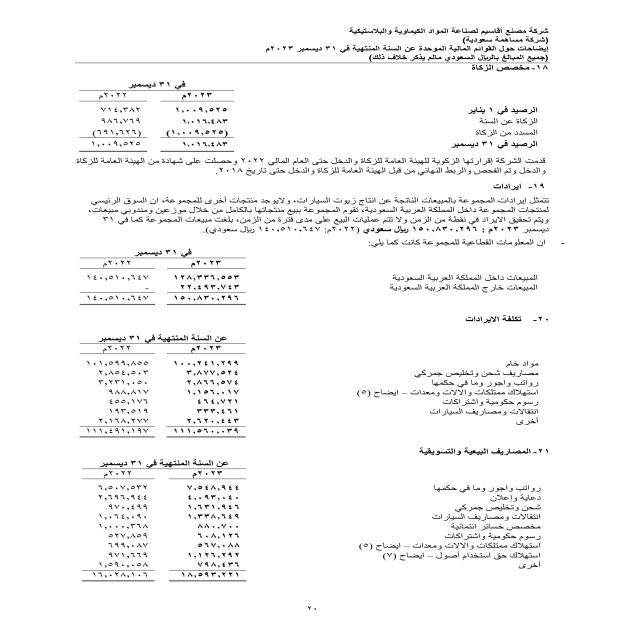 شركة مصنع أقاسيم لصناعة المواد الكيماوية والبلاستيكية
(شركة مساهمة سعودية)
إيضاحات حول القوائم المالية الموحدة عن السنة المنتهية في ٣١ ديسمبر ٢٠٢٣م
(جميع المبالغ بالريال السعودي مالم يذكر خلاف ذلك)
١٨- مخصص الزكاة
في ٣١ ديسمبر
٢٠٢٣م ٢٠٢٢م
الرصيد في ١ يناير ١,٠٠٩,٥٢٥ ٧١٤,٣٨٢
الزكاة عن السنة ١,٠١٦,٤٨٣ ٩٨٦,٧٦٩
المسدد من الزكاة (١,٠٠٩,٥٢٥) (٦٩١,٦٢٦)
الرصيد في ٣١ ديسمبر ١,٠١٦,٤٨٣ ١,٠٠٩,٥٢٥
قدمت الشركة إقرارتها الزكوية للهيئة العامة للزكاة والدخل حتى العام المالي ٢٠٢٢ وحصلت على شهادة من الهيئة العامة للزكاة
والدخل وتم الفحص والربط النهائي من قبل الهيئة العامة للزكاة والدخل حتى تاريخ ٢٠١٨.
١٩- ايرادات
تتمثل إيرادات المجموعة بالمبيعات الناتجة عن انتاج زيوت السيارات، ولايوجد منتجات أخرى للمجموعة، ان السوق الرئيسي
لمنتجات المجموعة داخل المملكة العربية السعودية، تقوم المجموعة ببيع منتجاتها بالكامل من خلال موزعين ومندوبي مبيعات،
ويتم تحقيق الايراد في نقطة من الزمن ولا تتم عمليات البيع على مدى فترة من الزمن، بلغت مبيعات المجموعة كما في ٣١
ديسمبر ٢٠٢٣م : ١٥٠,٨٣٠,٢٩٦ ريال سعودي (٢٠٢٢م: ١٤٠,٥١٠,٦٤٧ ريال سعودي).
- ان المعلومات القطاعية للمجموعة كانت كما يلي:
في ٣١ ديسمبر
٢٠٢٣م ٢٠٢٢م
المبيعات داخل المملكة العربية السعودية ١٢٨,٣٣٦,٥٥٣ ١٤٠,٥١٠,٦٤٧
المبيعات خارج المملكة العربية السعودية ٢٢,٤٩٣,٧٤٣ -
١٥٠,٨٣٠,٢٩٦ ١٤٠,٥١٠,٦٤٧
٢٠- تكلفة الايرادات
عن السنة المنتهية في ٣١ ديسمبر
٢٠٢٣م ٢٠٢٢م
مواد خام ١٠٠,٢٤١,٢٩٩ ١٠١,٥٩٩,٨٥٥
مصاريف شحن وتخليص جمركي ٣,٨٧٧,٥٢٤ ٢,٨٥٤,٥٠٣
رواتب واجور وما في حكمها ٢,٨٦٦,٥٧٤ ٣,٢٣١,٠٥٠
استهلاك ممتلكات والالات ومعدات – ايضاح (٥) ١,١٥٦,٠١٧ ٩٨٨,٨١٧
رسوم حكومية واشتراكات ٤٦٤,٧٢١ ٤٥٥,١٧٦
انتقالات ومصاريف السيارات ٣٣٣,٤٦١ ١٩٣,٥١٩
أخرى ٢,٦٢٠,٤٤٣ ٢,١٦٨,٢٧٧
١١١,٥٦٠,٠٣٩ ١١١,٤٩١,١٩٧
٢١- المصاريف البيعية والتسويقية
عن السنة المنتهية في ٣١ ديسمبر
٢٠٢٣م ٢٠٢٢م
رواتب واجور وما في حكمها ٧,٥٤٨,٩٤٤ ٦,٥٠٧,٥٣٢
دعاية وإعلان ٤,٠٩٣,٠٤٠ ٢,٦٩٦,٩٤٤
شحن وتخليص جمركي ١,٦٣١,٩٤٦ ٩٧٠,٤٩٩
انتقالات ومصاريف السيارات ١,٣٣٨,٦٤٩ ١,٠٦٤,٠٩٠
مخصص خسائر ائتمانية ٨٨٠,٧٠٠ ١,٠٠٠,٣٦٨
رسوم حكومية واشتراكات ٦٠٨,١٢٦ ٥٢٧,٨٥٩
استهلاك ممتلكات والالات ومعدات – ايضاح (٥) ٥٦٧,٠٨٨ ٦٩٩,٠٨٧
استهلاك حق استخدام أصول – ايضاح (٧) ١,١٢٦,٢٩٢ ٩٧١,٦٦٩
أخرى ٧٩٨,٤٣٦ ١,٥٩٠,٠٥٨
١٨,٥٩٣,٢٢١ ١٦,٠٢٨,١٠٦
٢٠